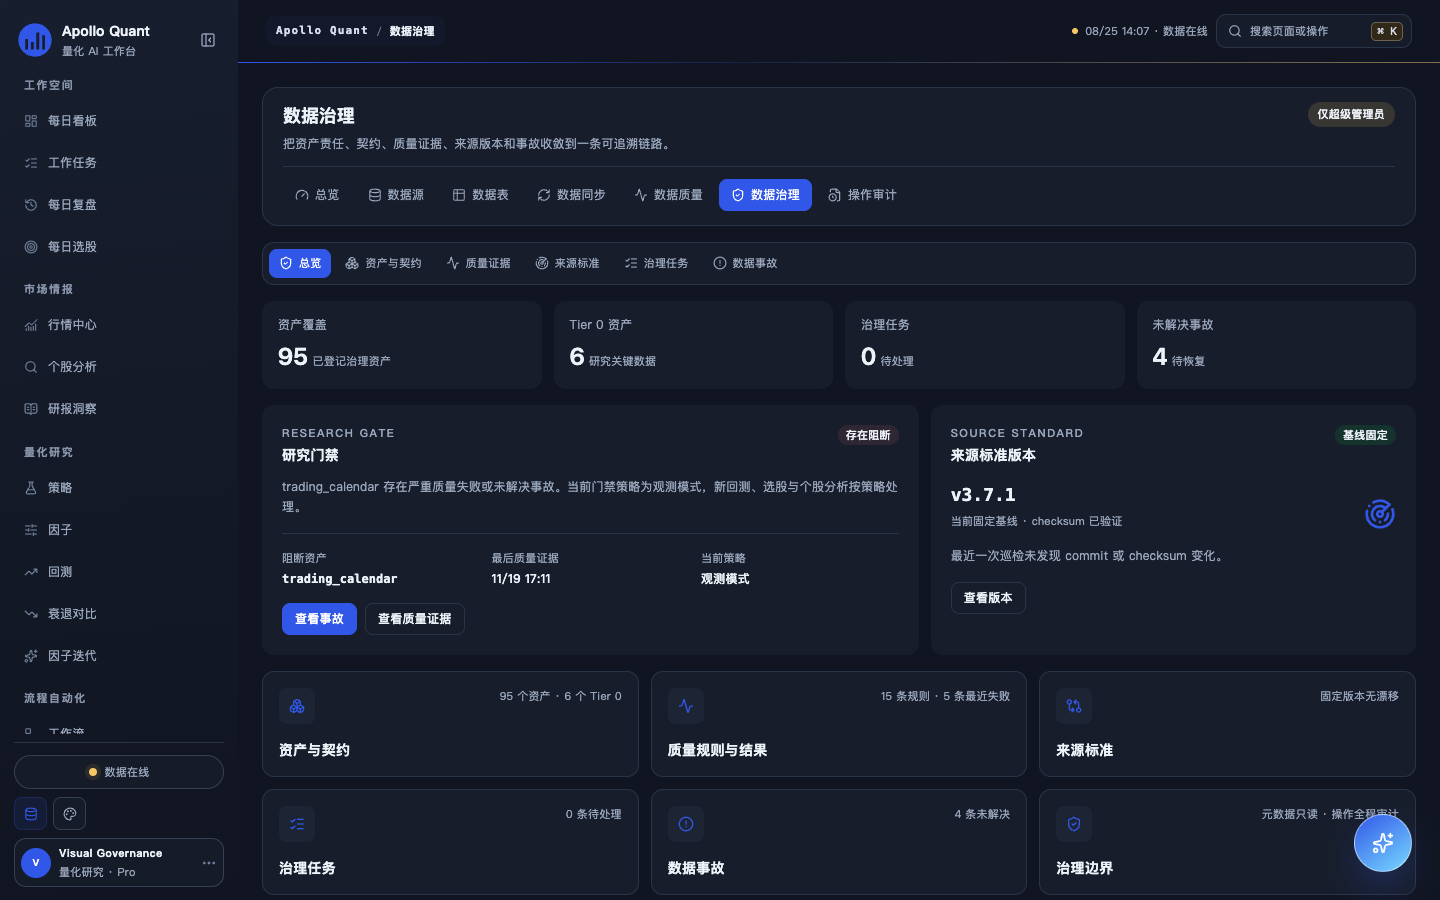 Apollo Quant
量化 AI 工作台
工作空间
每日看板
工作任务
每日复盘
每日选股
市场情报
行情中心
个股分析
研报洞察
量化研究
策略
因子
回测
衰退对比
因子迭代
流程自动化
工作流
数据在线
V
Visual Governance
量化研究 · Pro
Apollo Quant / 数据治理
08/25 14:07 · 数据在线
搜索页面或操作
⌘ K
数据治理
仅超级管理员
把资产责任、契约、质量证据、来源版本和事故收敛到一条可追溯链路。
总览 数据源 数据表 数据同步 数据质量 数据治理 操作审计
总览 资产与契约 质量证据 来源标准 治理任务 数据事故
资产覆盖
95 已登记治理资产
Tier 0 资产
6 研究关键数据
治理任务
0 待处理
未解决事故
4 待恢复
RESEARCH GATE
存在阻断
研究门禁
trading_calendar 存在严重质量失败或未解决事故。当前门禁策略为观测模式，新回测、选股与个股分析按策略处
理。
阻断资产
trading_calendar
最后质量证据
11/19 17:11
当前策略
观测模式
查看事故
查看质量证据
SOURCE STANDARD
基线固定
来源标准版本
v3.7.1
当前固定基线 · checksum 已验证
最近一次巡检未发现 commit 或 checksum 变化。
查看版本
95 个资产 · 6 个 Tier 0
资产与契约
15 条规则 · 5 条最近失败
质量规则与结果
固定版本无漂移
来源标准
0 条待处理
治理任务
4 条未解决
数据事故
元数据只读 · 操作全程审计
治理边界